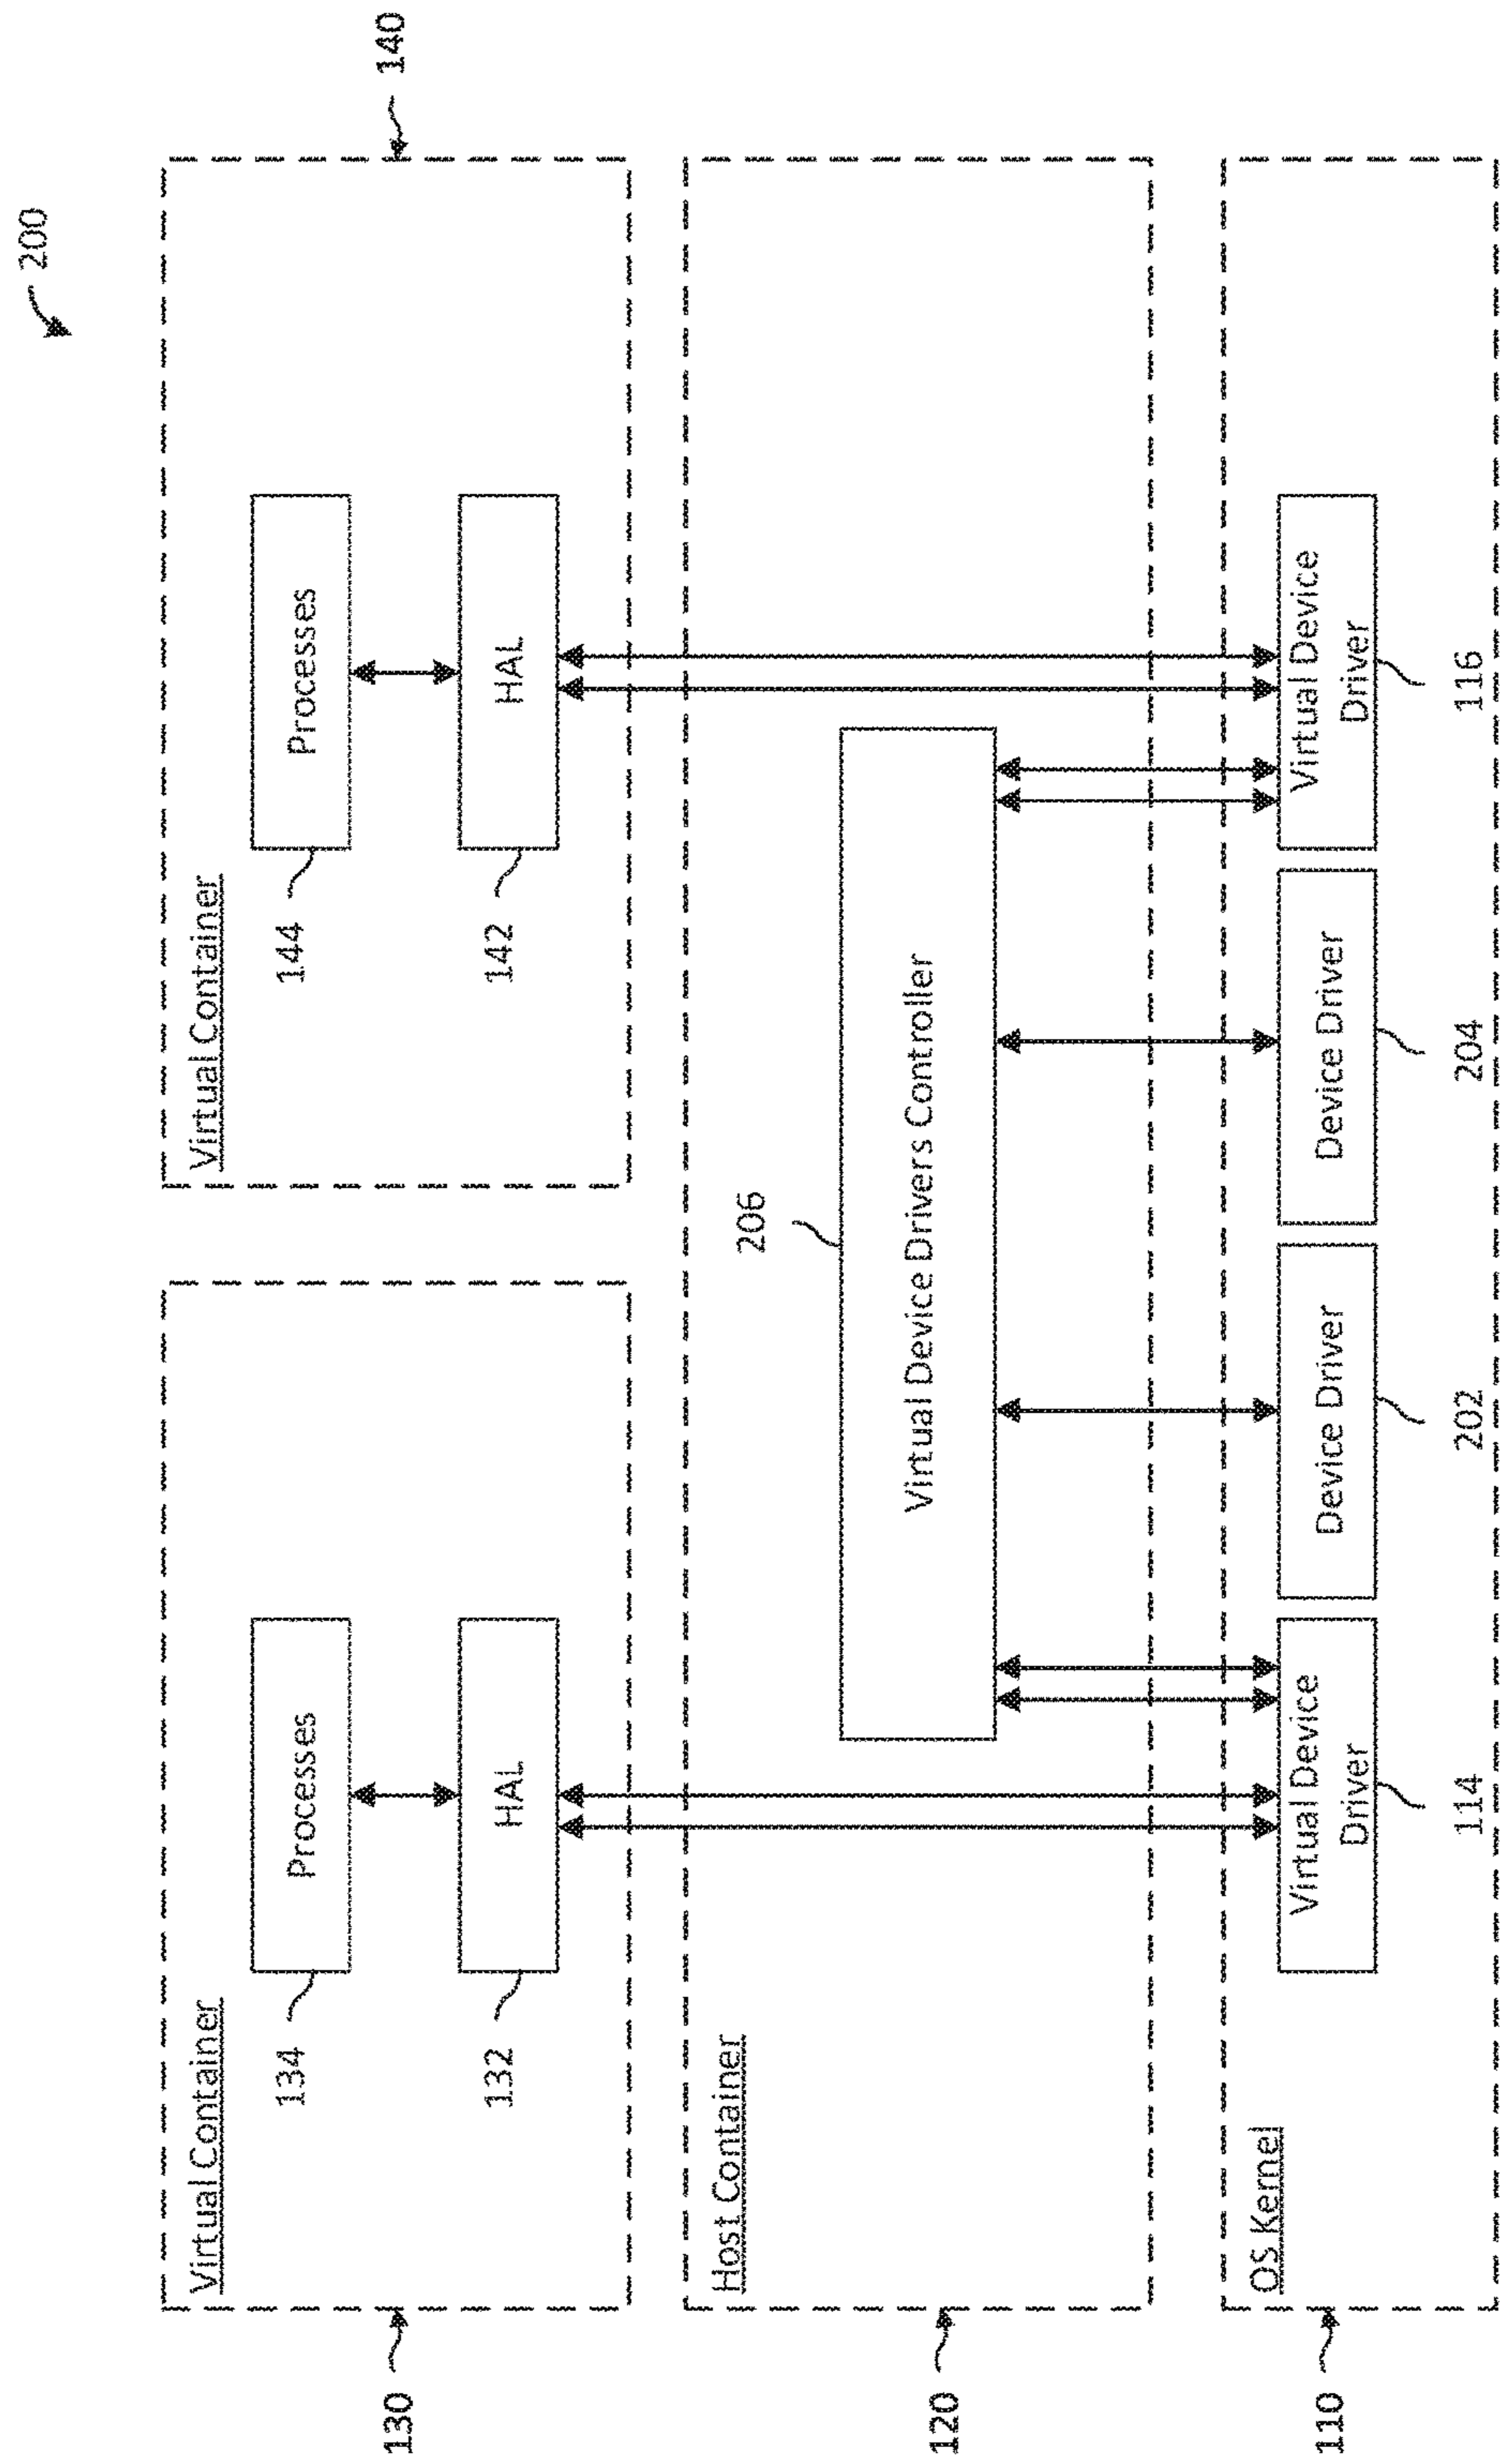 200
Virtual Container
Processes
134
HAL
132
130
Virtual Container
Processes
144
HAL
142
140
Host Container
206
Virtual Device Drivers Controller
120
OS Kernel
Virtual Device
Driver
114
Device Driver
202
Device Driver
204
Virtual Device
Driver
116
110